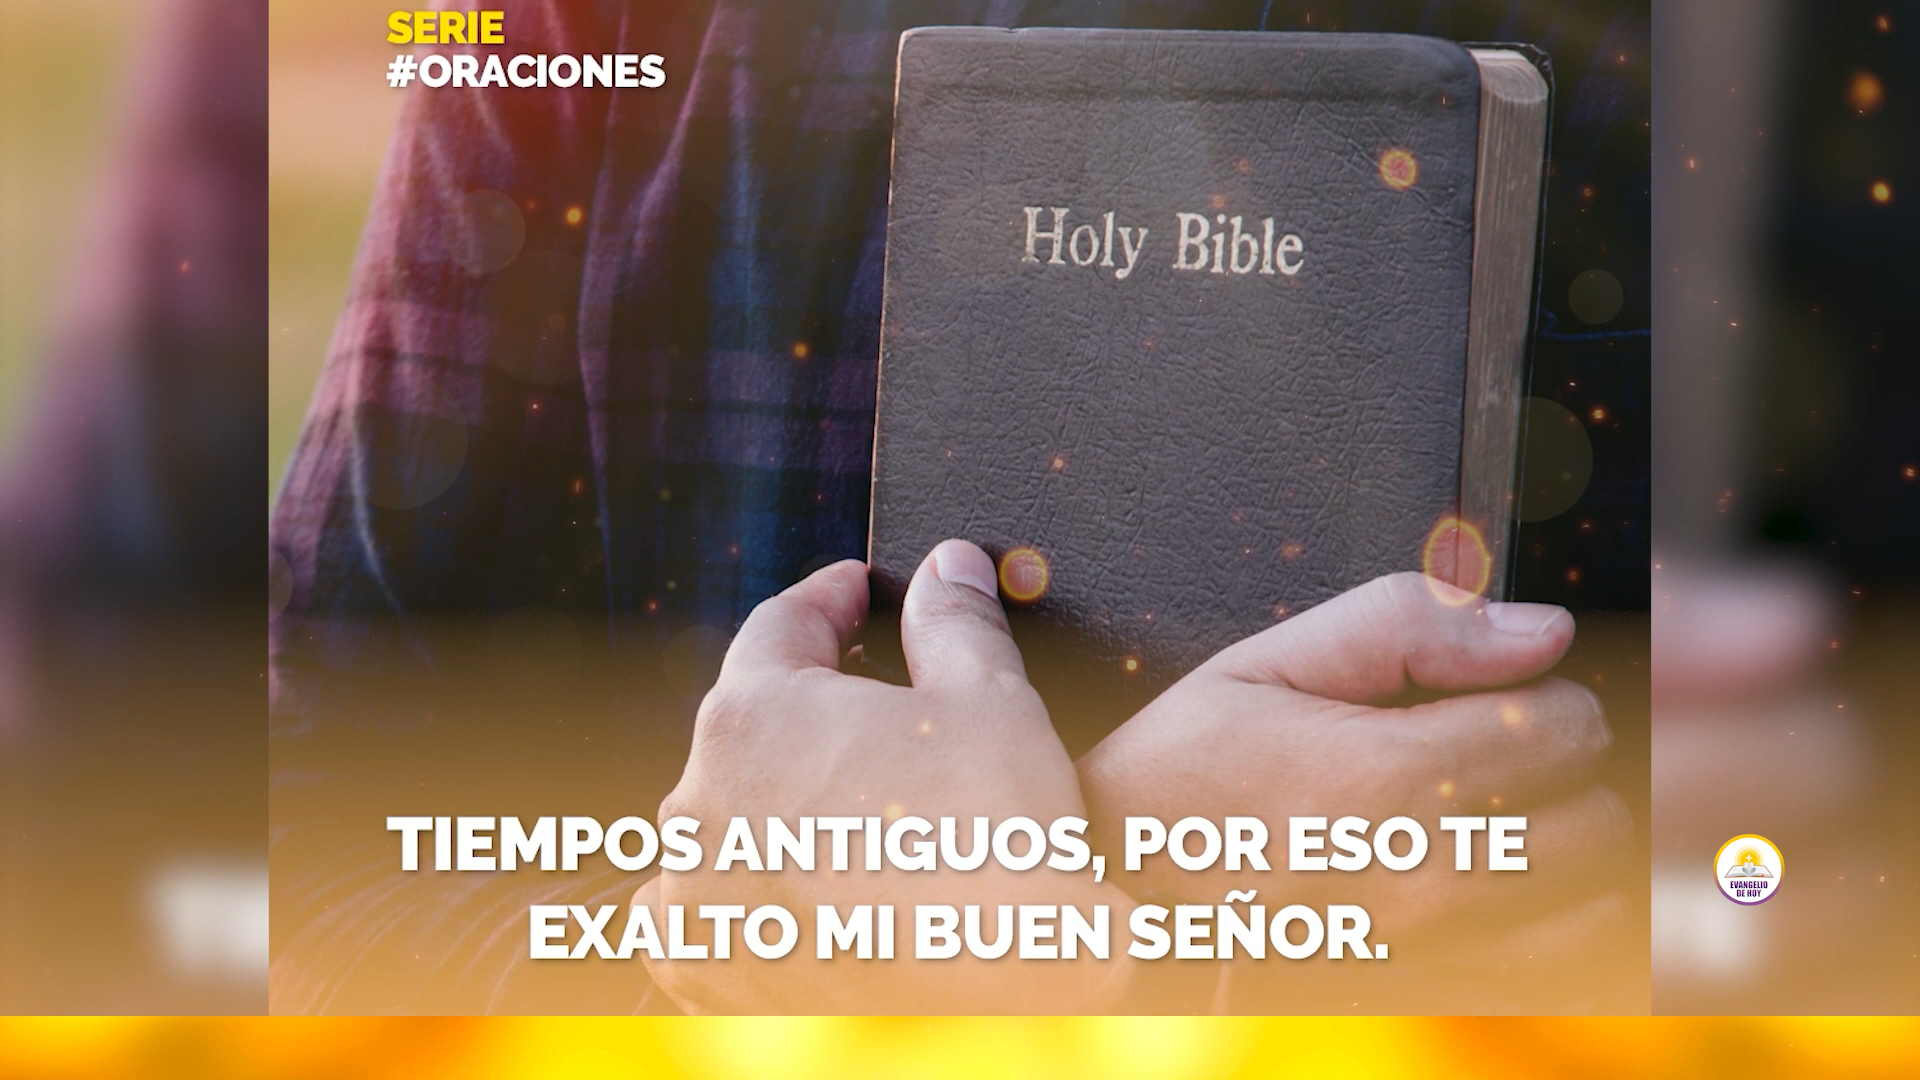 SERIE
#ORACIONES
Holy Bible
TIEMPOS ANTIGUOS, POR ESO TE
EXALTO MI BUEN SEÑOR.
EVANGELIO
DE HOY